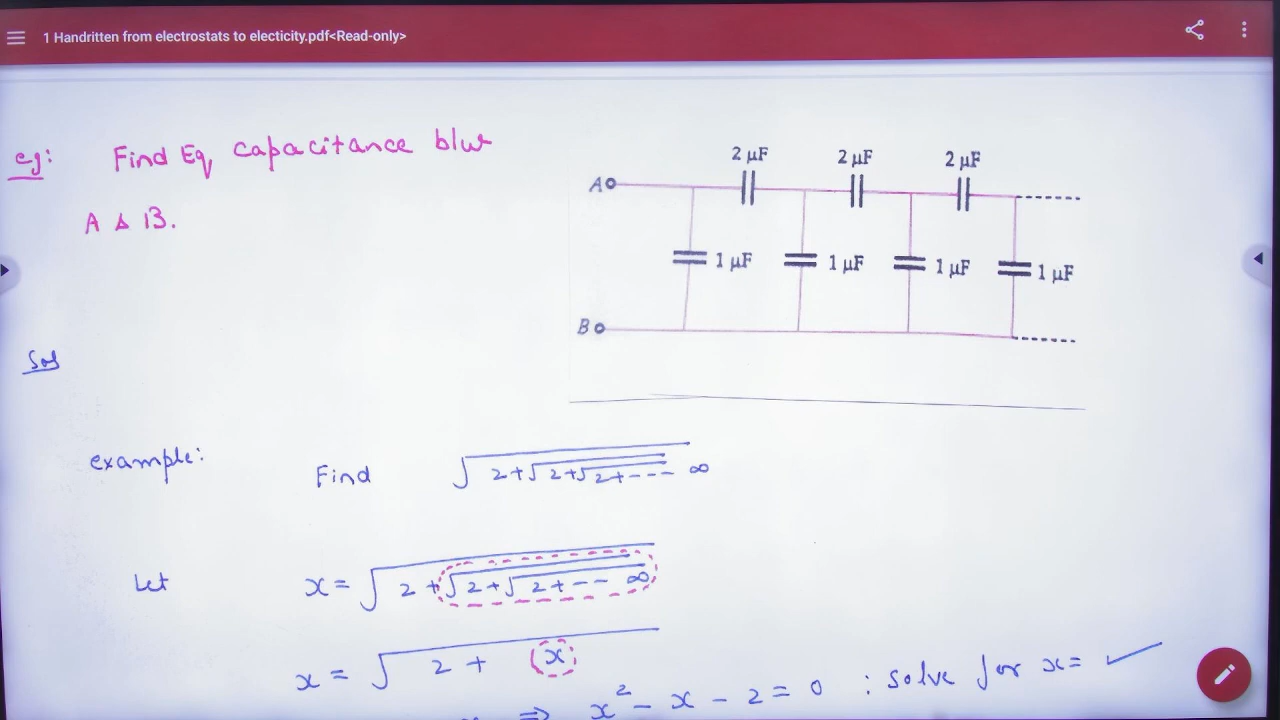 1 Handritten from electrostats to electicity.pdf<Read-only>
eg: Find Eq capacitance b/w
A & B.
2 μF 2 μF 2 μF
A
1 μF 1 μF 1 μF 1 μF
B
Sol
example: Find √2+√2+√2+--- ∞
Let x = √2+√2+√2+-- ∞
x = √2 + (x)
⇒ x² - x - 2 = 0 : solve for x= ✓